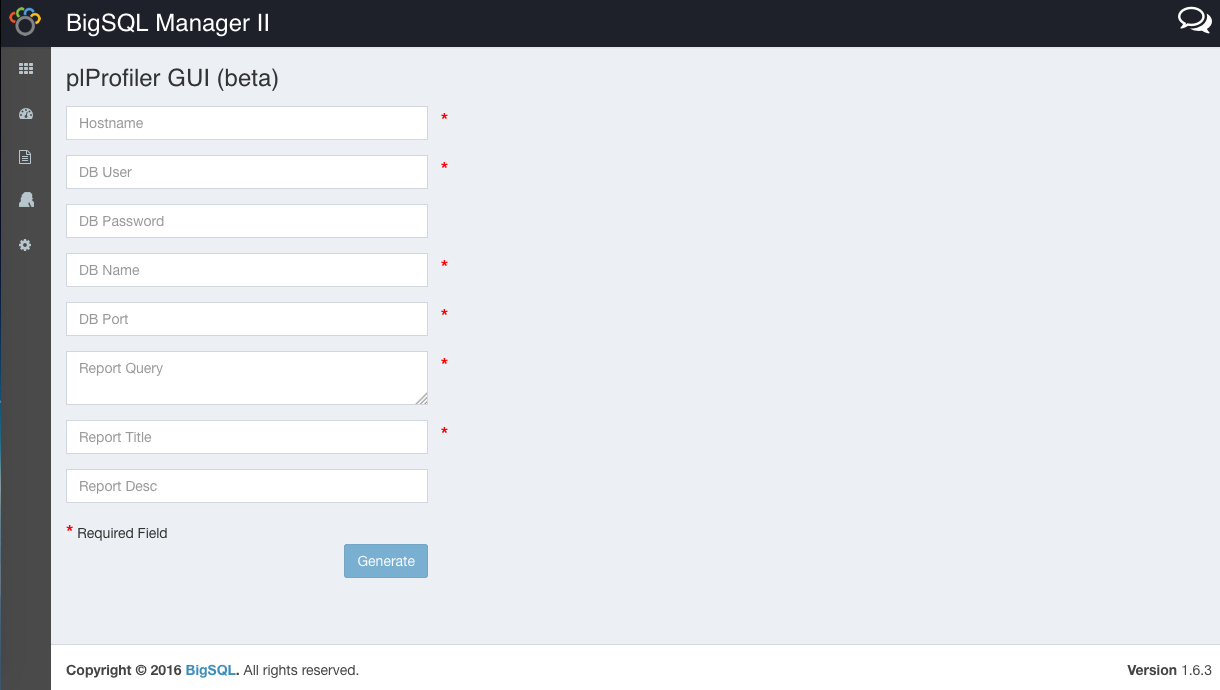 BigSQL Manager II
plProfiler GUI (beta)
Hostname *
DB User *
DB Password
DB Name *
DB Port *
Report Query *
Report Title *
Report Desc
* Required Field
Generate
Copyright © 2016 BigSQL. All rights reserved. Version 1.6.3